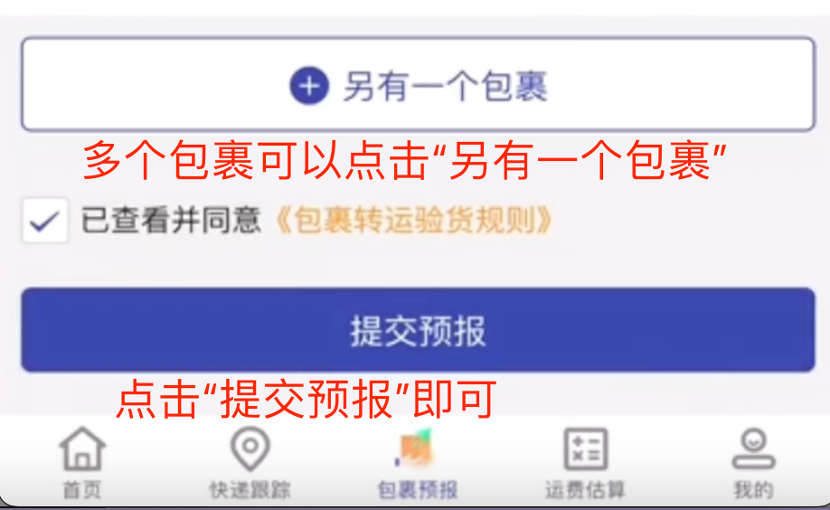 另有一个包裹
多个包裹可以点击“另有一个包裹”
已查看并同意《包裹转运验货规则》
提交预报
点击“提交预报”即可
首页 快递跟踪 包裹预报 运费估算 我的